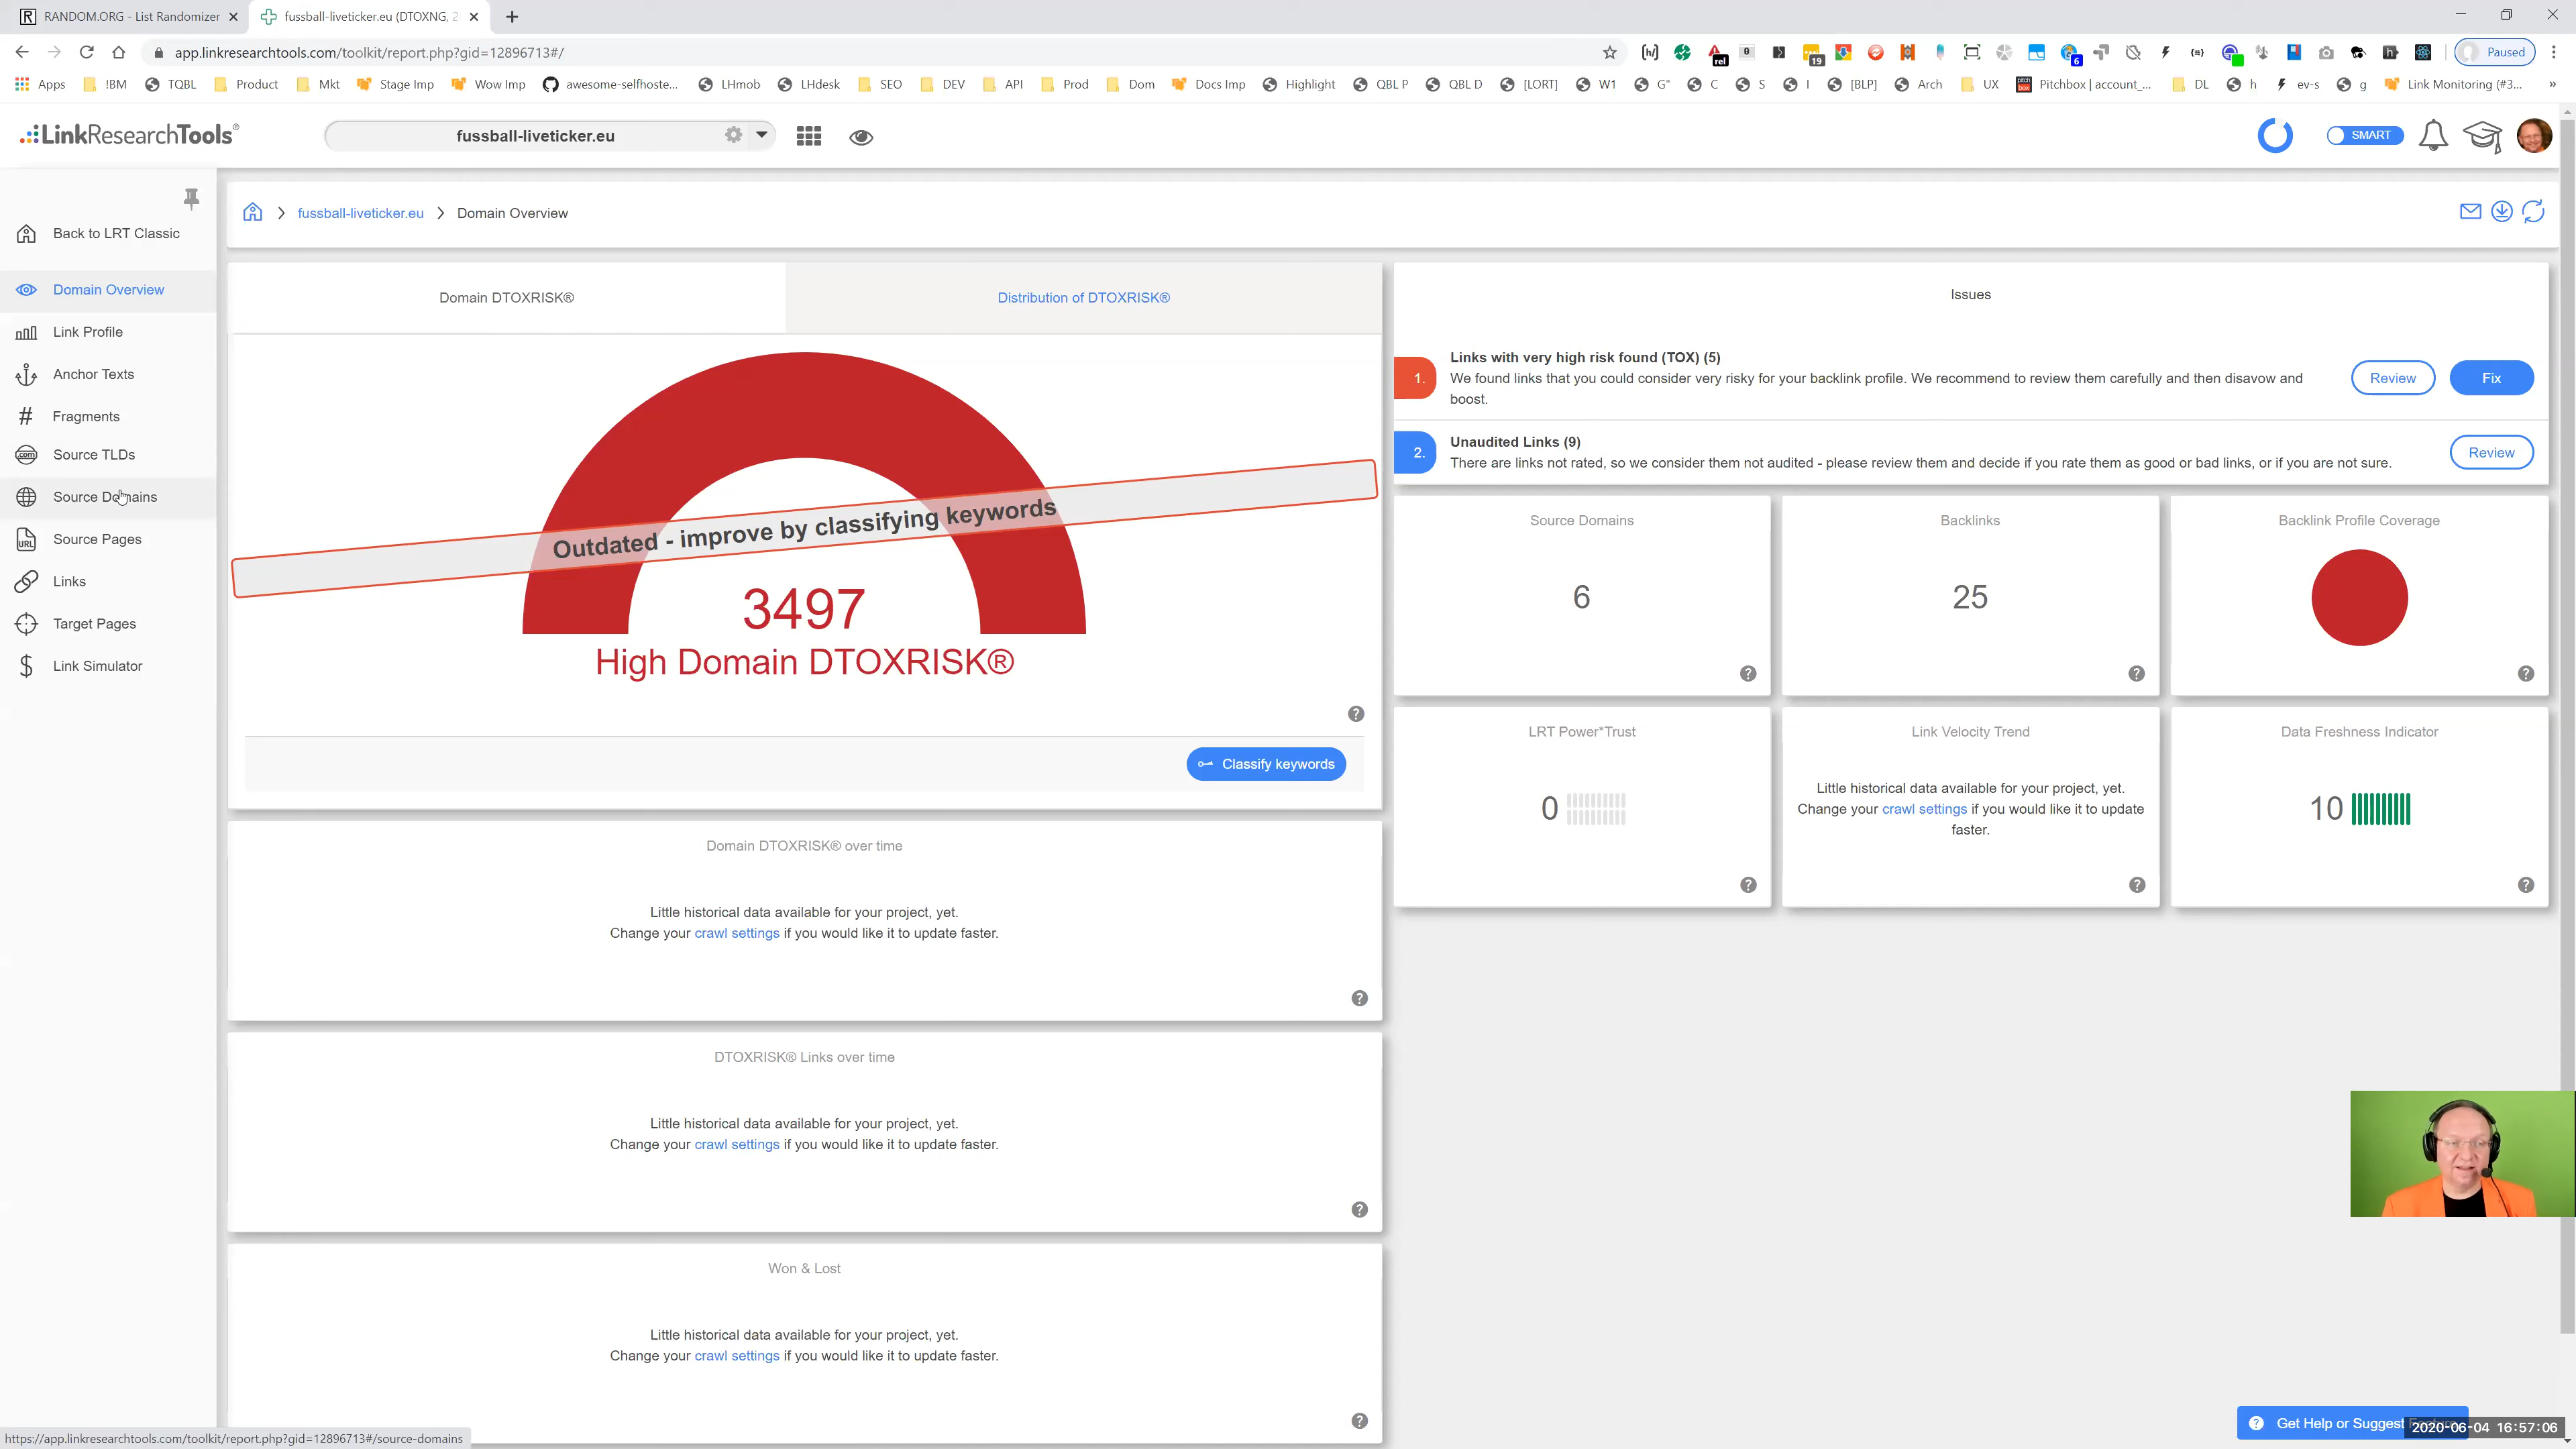 RANDOM.ORG - List Randomizer
fussball-liveticker.eu (DTOXNG, 2
app.linkresearchtools.com/toolkit/report.php?gid=12896713#/
rel
19
6
Paused
Apps !BM TQBL Product Mkt Stage Imp Wow Imp awesome-selfhoste... LHmob LHdesk SEO DEV API Prod Dom Docs Imp Highlight QBL P QBL D [LORT] W1 G" C S I [BLP] Arch UX Pitchbox | account_... DL h ev-s g Link Monitoring (#3... »
LinkResearchTools®
fussball-liveticker.eu
SMART
fussball-liveticker.eu > Domain Overview
Back to LRT Classic
Domain Overview
Link Profile
Anchor Texts
Fragments
Source TLDs
Source Domains
Source Pages
Links
Target Pages
Link Simulator
Domain DTOXRISK®
Distribution of DTOXRISK®
Outdated - improve by classifying keywords
3497
High Domain DTOXRISK®
Classify keywords
Domain DTOXRISK® over time
Little historical data available for your project, yet.
Change your crawl settings if you would like it to update faster.
DTOXRISK® Links over time
Little historical data available for your project, yet.
Change your crawl settings if you would like it to update faster.
Won & Lost
Little historical data available for your project, yet.
Change your crawl settings if you would like it to update faster.
Issues
1.
Links with very high risk found (TOX) (5)
We found links that you could consider very risky for your backlink profile. We recommend to review them carefully and then disavow and
boost.
Review
Fix
2.
Unaudited Links (9)
There are links not rated, so we consider them not audited - please review them and decide if you rate them as good or bad links, or if you are not sure.
Review
Source Domains
6
Backlinks
25
Backlink Profile Coverage
LRT Power*Trust
0
Link Velocity Trend
Little historical data available for your project, yet.
Change your crawl settings if you would like it to update
faster.
Data Freshness Indicator
10
Get Help or Suggest
2020-06-04 16:57:06
https://app.linkresearchtools.com/toolkit/report.php?gid=12896713#/source-domains